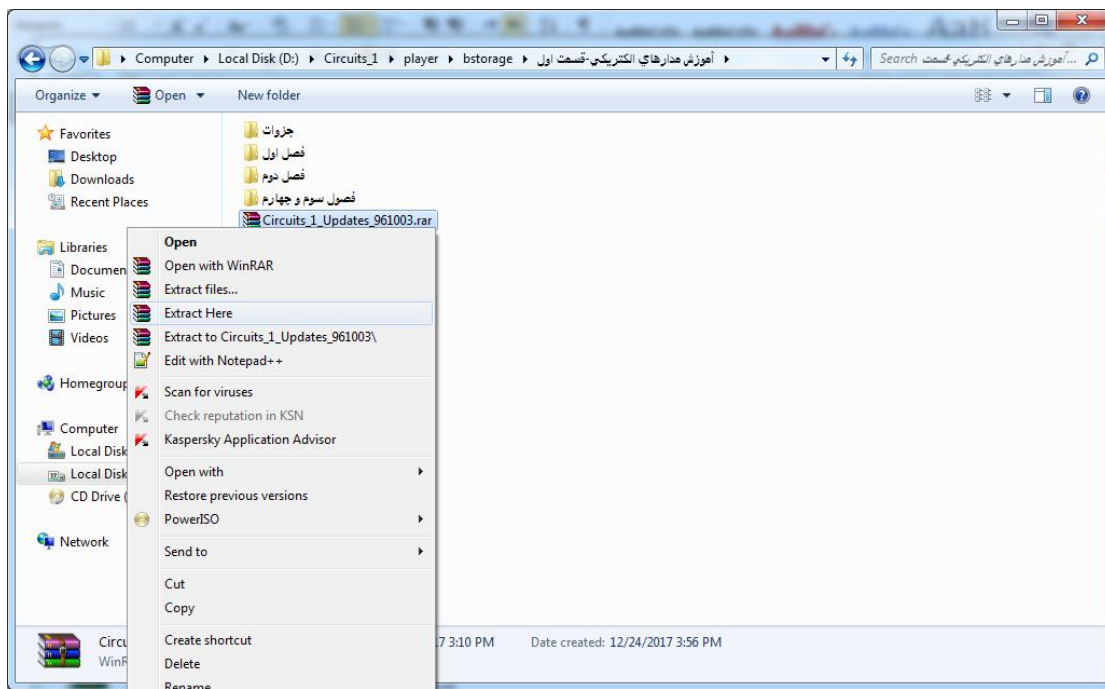 Computer ▸ Local Disk (D:) ▸ Circuits_1 ▸ player ▸ bstorage ▸ آموزش مدارهاي الكتريكي-قسمت اول ▸
Search آموزش مدارهاي الكتريكي-قسمت...
Organize
Open
New folder
Favorites
Desktop
Downloads
Recent Places
Libraries
Documen
Music
Pictures
Videos
Homegroup
Computer
Local Disk
Local Disk
CD Drive (
Network
جزوات
فصل اول
فصل دوم
فصول سوم و چهارم
Circuits_1_Updates_961003.rar
Open
Open with WinRAR
Extract files...
Extract Here
Extract to Circuits_1_Updates_961003\
Edit with Notepad++
Scan for viruses
Check reputation in KSN
Kaspersky Application Advisor
Open with
Restore previous versions
PowerISO
Send to
Cut
Copy
Create shortcut
Delete
Rename
Circu
WinR
17 3:10 PM
Date created: 12/24/2017 3:56 PM